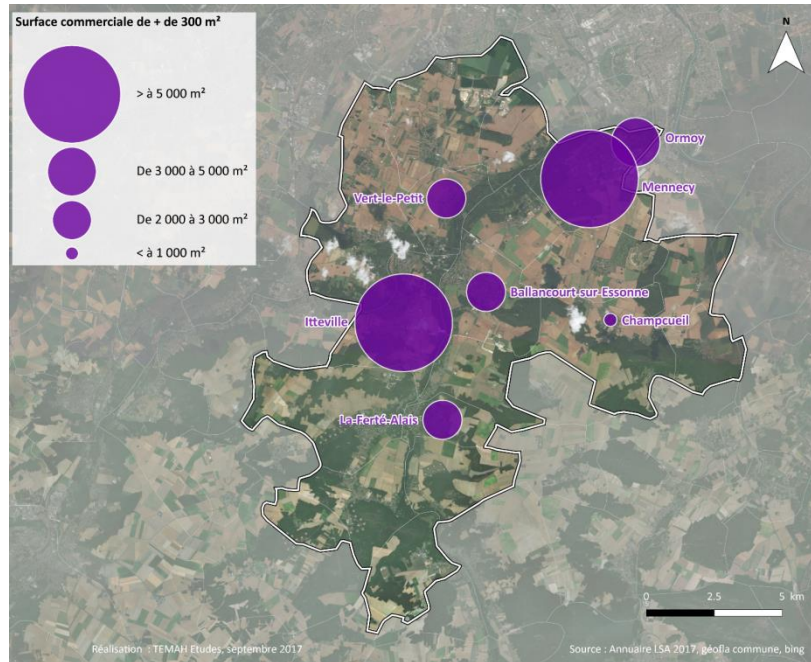 Surface commerciale de + de 300 m²
> à 5 000 m²
De 3 000 à 5 000 m²
De 2 000 à 3 000 m²
< à 1 000 m²
N
Ormoy
Mennecy
Vert-le-Petit
Ballancourt-sur-Essonne
Itteville
Champcueil
La-Ferté-Alais
0 2.5 5 km
Réalisation : TEMAH Etudes, septembre 2017
Source : Annuaire LSA 2017, géofla commune, bing